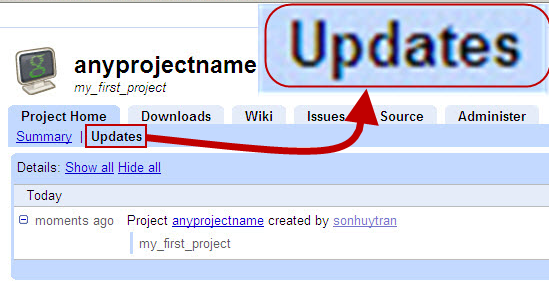 Updates
anyprojectname
my_first_project
Project Home Downloads Wiki Issues Source Administer
Summary | Updates
Details: Show all Hide all
Today
moments ago Project anyprojectname created by sonhuytran
my_first_project